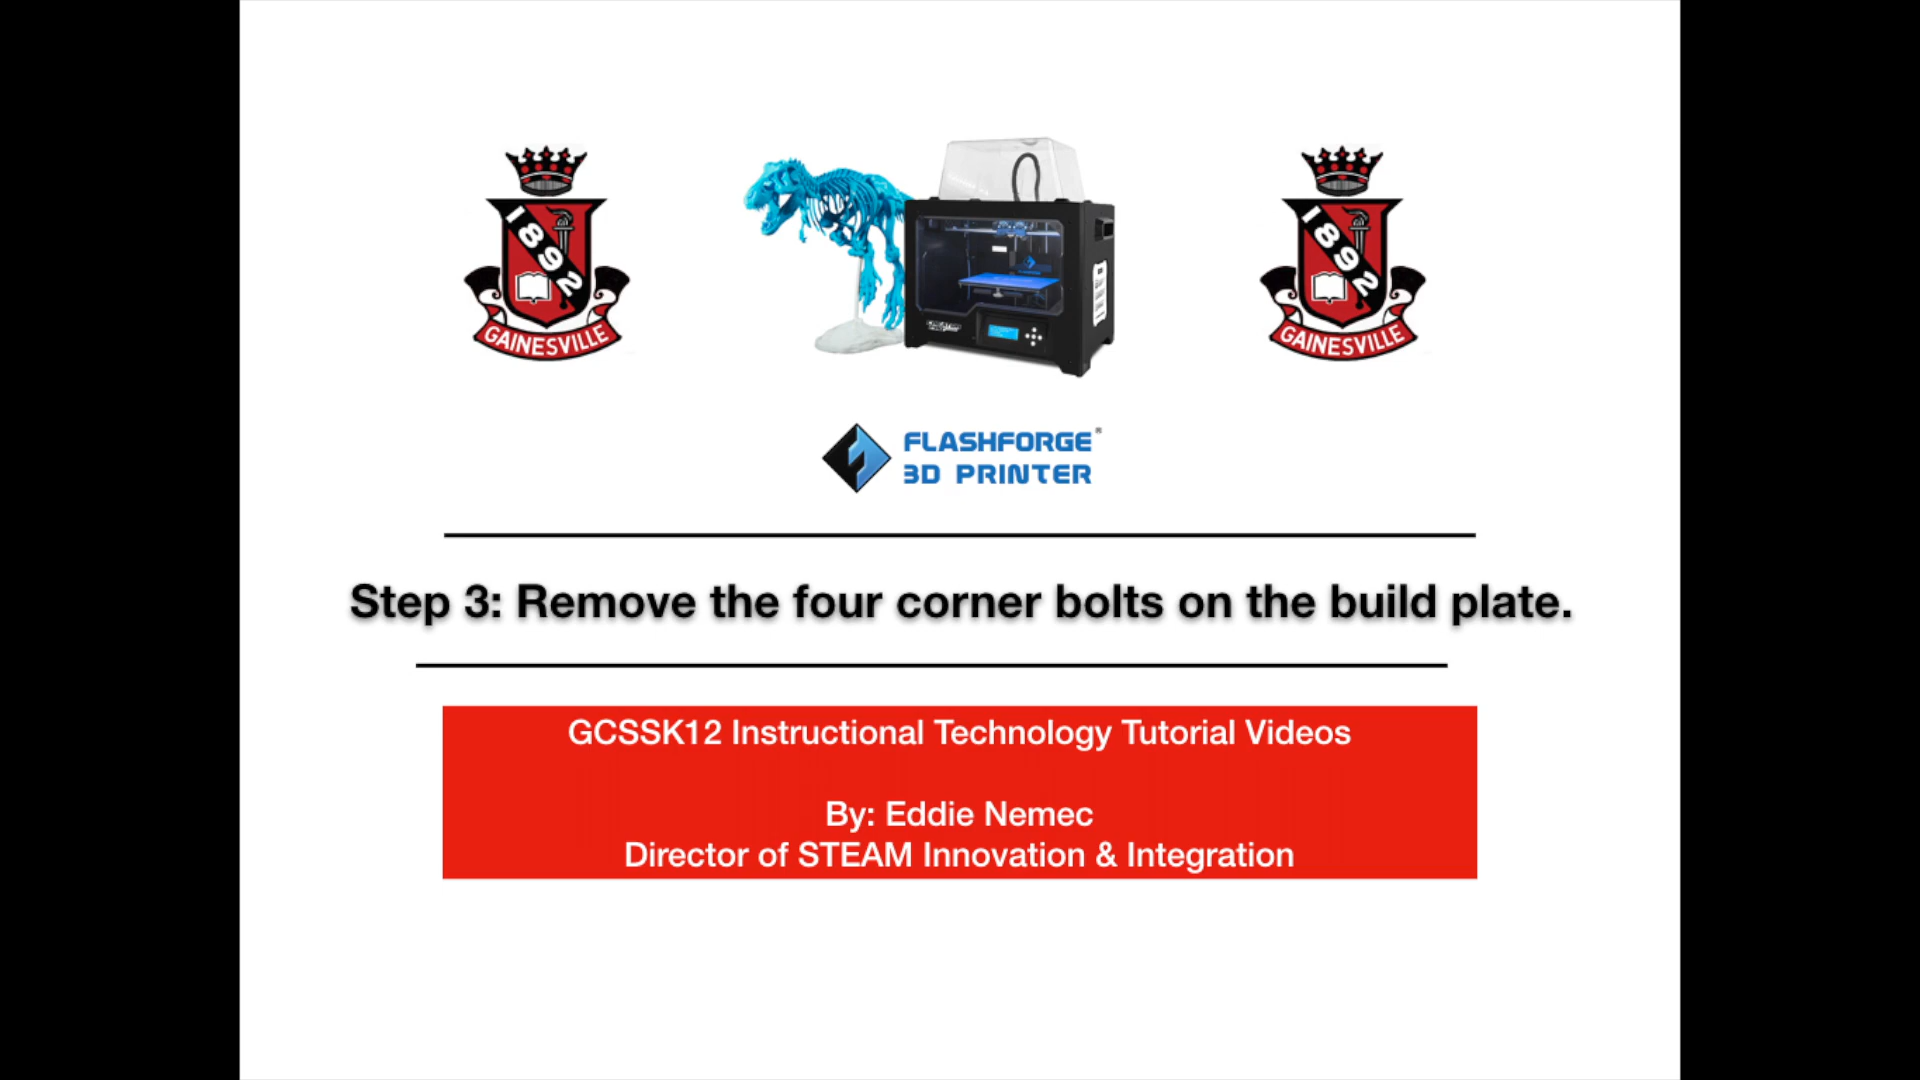 1892
GAINESVILLE
1892
GAINESVILLE
FLASHFORGE®
3D PRINTER
Step 3: Remove the four corner bolts on the build plate.
GCSSK12 Instructional Technology Tutorial Videos
By: Eddie Nemec
Director of STEAM Innovation & Integration